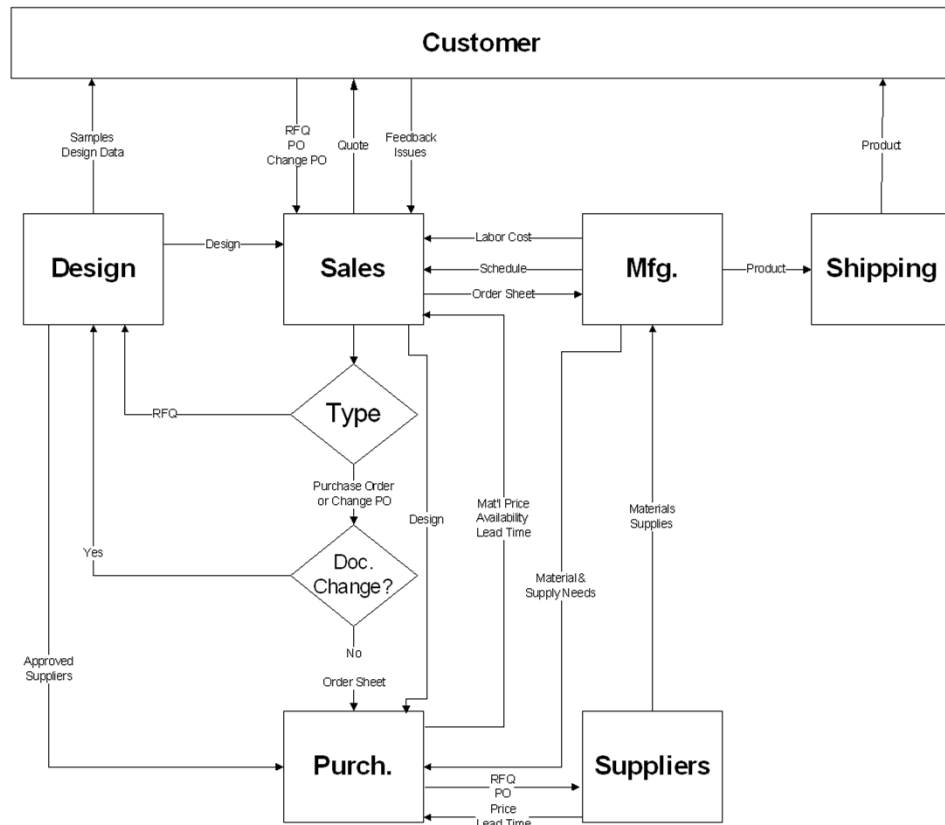 Customer
Samples
Design Data
RFQ
PO
Change PO
Quote
Feedback
Issues
Product
Design
Design
Sales
Labor Cost
Schedule
Order Sheet
Mfg.
Product
Shipping
RFQ
Type
Purchase Order
or Change PO
Design
Mat'l Price
Availability
Lead Time
Materials
Supplies
Yes
Doc.
Change?
Material &
Supply Needs
No
Approved
Suppliers
Order Sheet
Purch.
RFQ
PO
Price
Lead Time
Suppliers